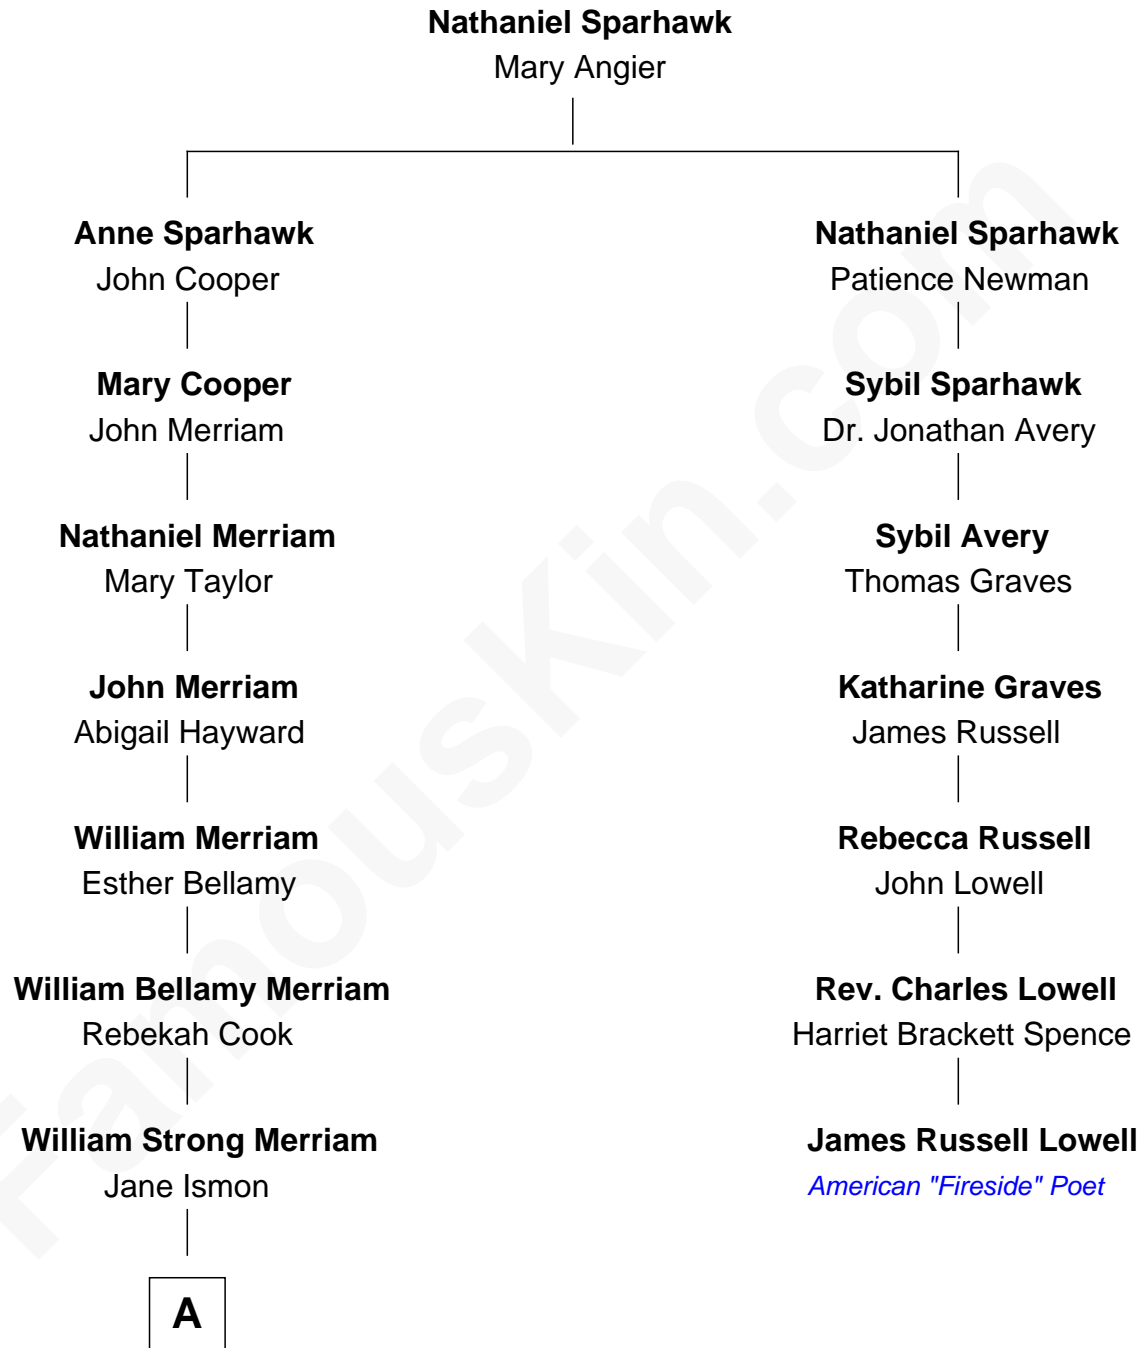 Nathaniel Sparhawk
Mary Angier
Anne Sparhawk
John Cooper
Nathaniel Sparhawk
Patience Newman
Mary Cooper
John Merriam
Sybil Sparhawk
Dr. Jonathan Avery
Nathaniel Merriam
Mary Taylor
Sybil Avery
Thomas Graves
John Merriam
Abigail Hayward
Katharine Graves
James Russell
William Merriam
Esther Bellamy
Rebecca Russell
John Lowell
William Bellamy Merriam
Rebekah Cook
Rev. Charles Lowell
Harriet Brackett Spence
William Strong Merriam
Jane Ismon
James Russell Lowell
American "Fireside" Poet
A
FamousKin.com